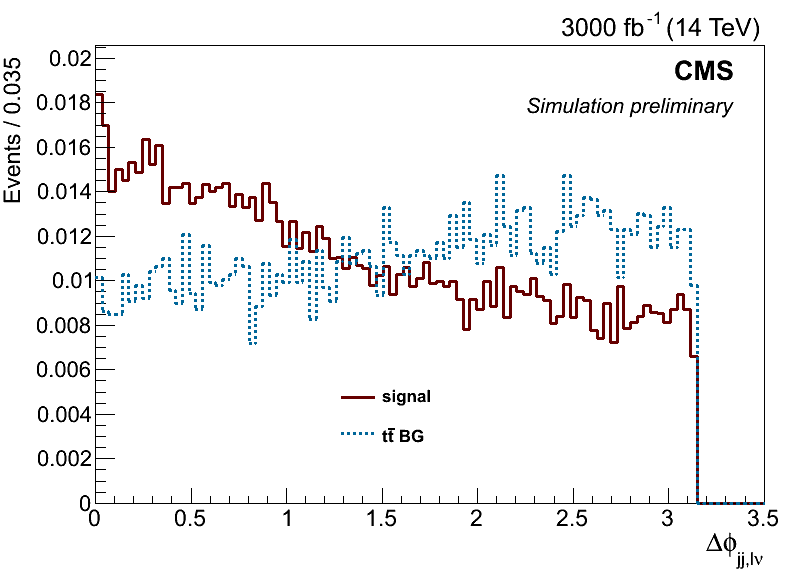 3000 fb⁻¹ (14 TeV)
CMS
Simulation preliminary
Events / 0.035
0.02
0.018
0.016
0.014
0.012
0.01
0.008
0.006
0.004
0.002
0
signal
tt̄ BG
0 0.5 1 1.5 2 2.5 3 3.5
Δϕjj,lν